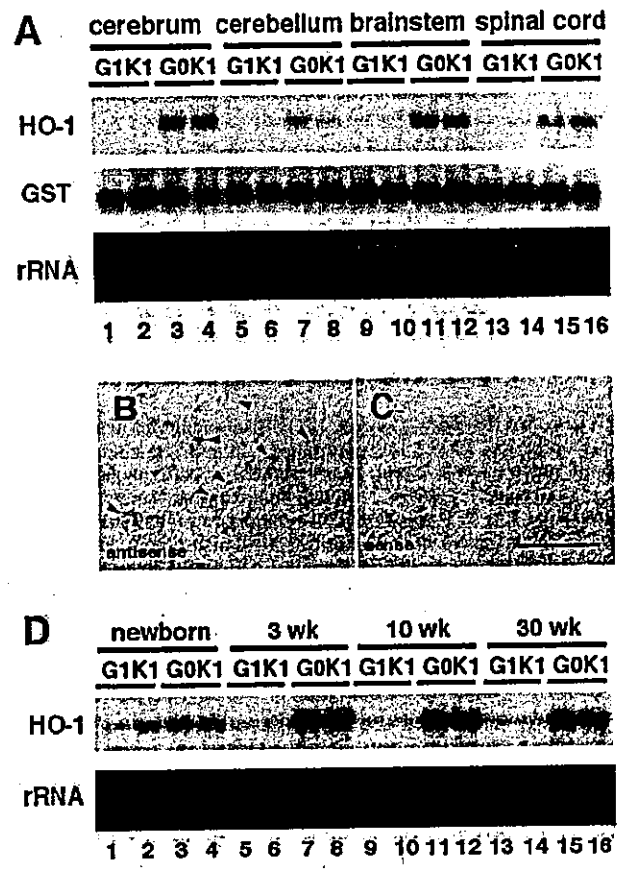 A
cerebrum cerebellum brainstem spinal cord
G1K1 G0K1 G1K1 G0K1 G1K1 G0K1 G1K1 G0K1
HO-1
GST
rRNA
1 2 3 4 5 6 7 8 9 10 11 12 13 14 15 16
B C
antisense sense
D
newborn 3 wk 10 wk 30 wk
G1K1 G0K1 G1K1 G0K1 G1K1 G0K1 G1K1 G0K1
HO-1
rRNA
1 2 3 4 5 6 7 8 9 10 11 12 13 14 15 16